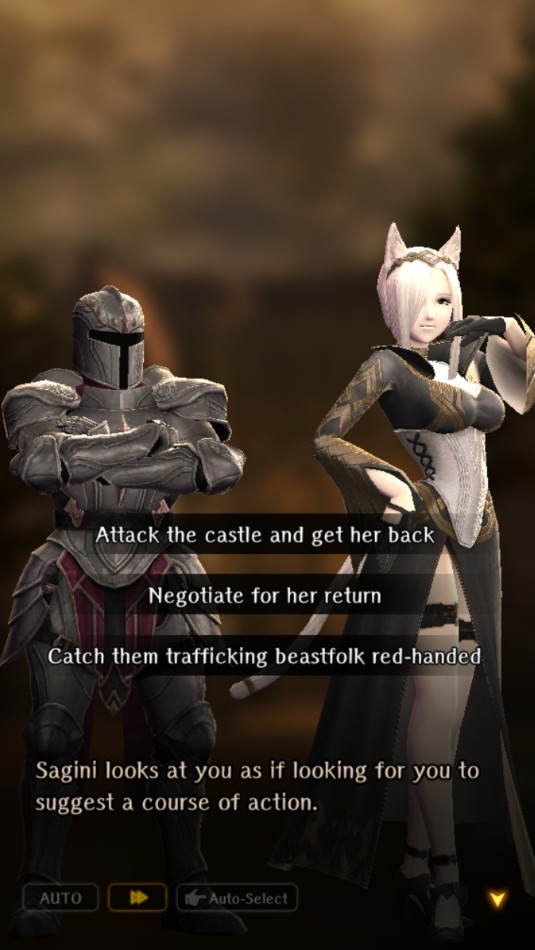 Attack the castle and get her back
Negotiate for her return
Catch them trafficking beastfolk red-handed
Sagini looks at you as if looking for you to
suggest a course of action.
AUTO
Auto-Select